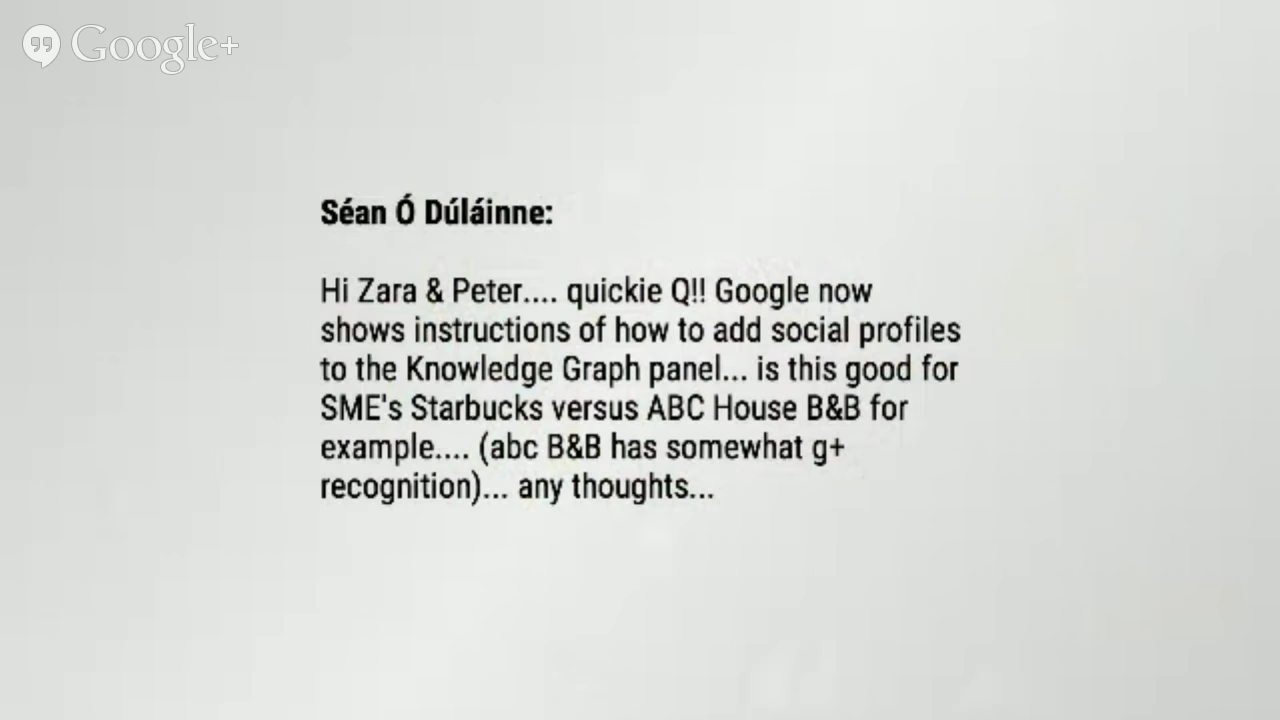 Google+
Séan Ó Dúláinne:
Hi Zara & Peter.... quickie Q!! Google now
shows instructions of how to add social profiles
to the Knowledge Graph panel... is this good for
SME's Starbucks versus ABC House B&B for
example.... (abc B&B has somewhat g+
recognition)... any thoughts...